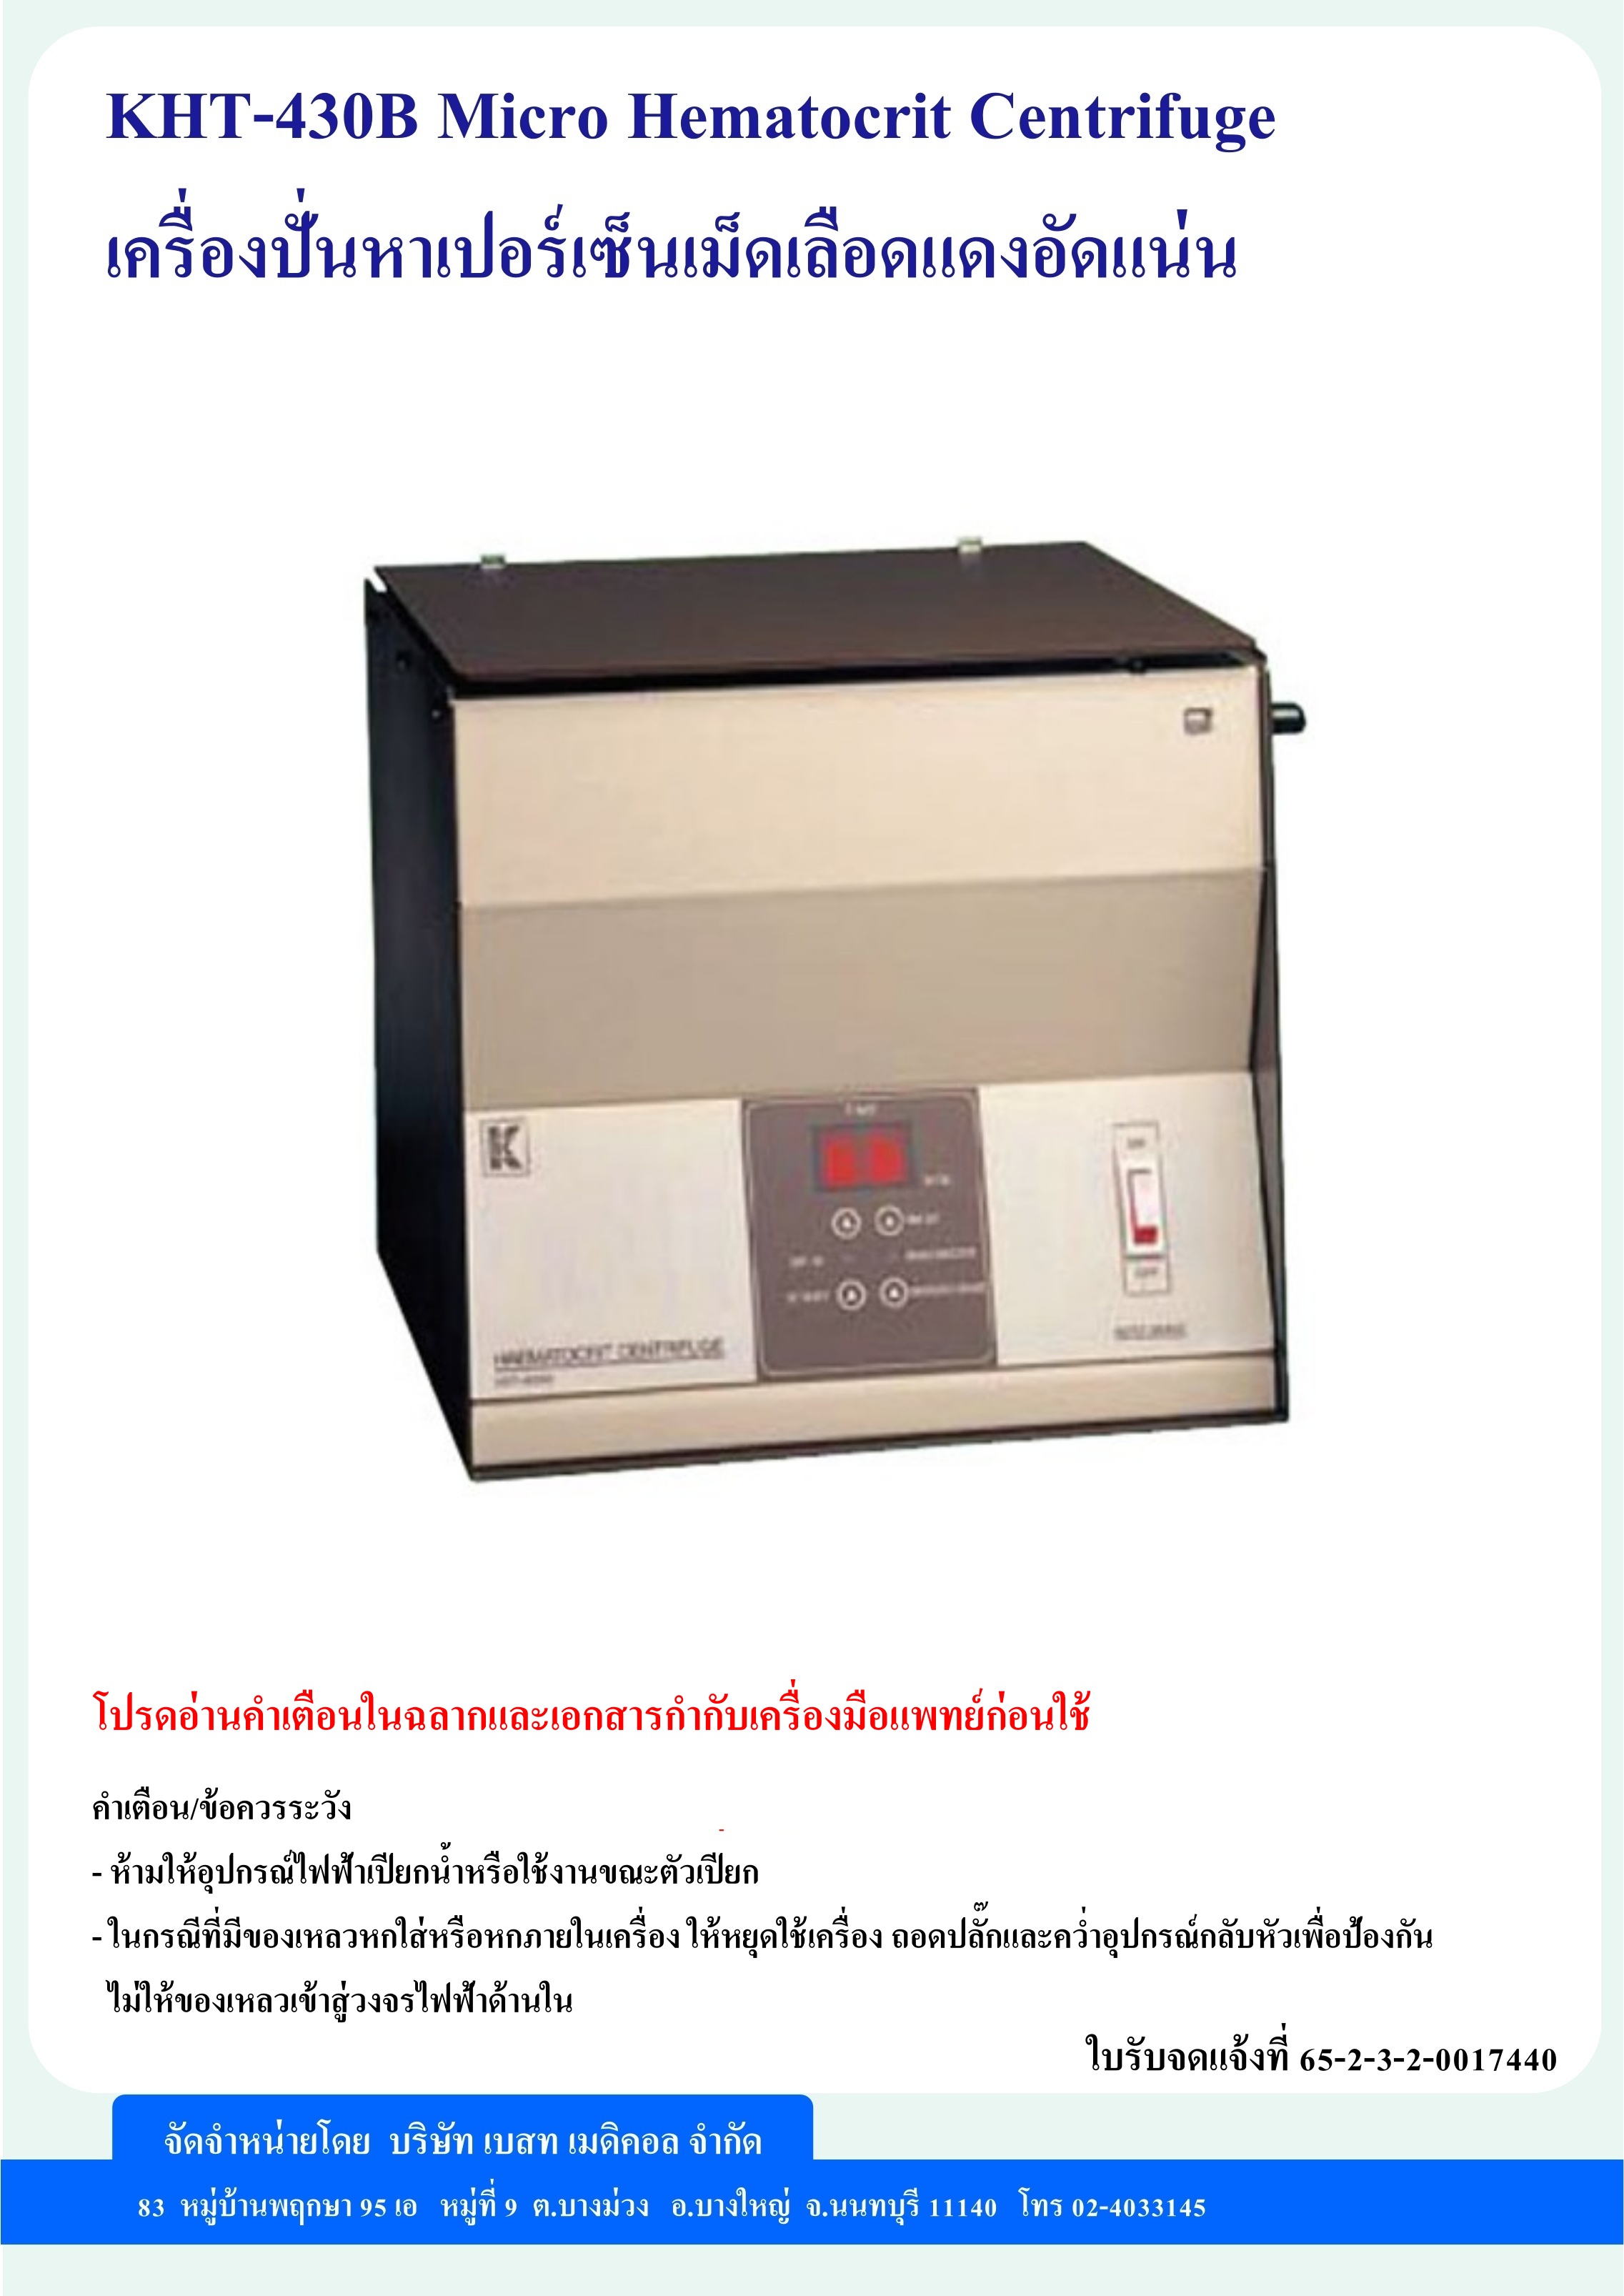 KHT-430B Micro Hematocrit Centrifuge
เครื่องปั่นหาเปอร์เซ็นเม็ดเลือดแดงอัดแน่น
K
HAEMATOCRIT CENTRIFUGE
โปรดอ่านคำเตือนในฉลากและเอกสารกำกับเครื่องมือแพทย์ก่อนใช้
คำเตือน/ข้อควรระวัง
- ห้ามให้อุปกรณ์ไฟฟ้าเปียกน้ำหรือใช้งานขณะตัวเปียก
- ในกรณีที่มีของเหลวหกใส่หรือหกภายในเครื่อง ให้หยุดใช้เครื่อง ถอดปลั๊กและคว่ำอุปกรณ์กลับหัวเพื่อป้องกัน
ไม่ให้ของเหลวเข้าสู่วงจรไฟฟ้าด้านใน
ใบรับจดแจ้งที่ 65-2-3-2-0017440
จัดจำหน่ายโดย บริษัท เบสท เมดิคอล จำกัด
83 หมู่บ้านพฤกษา 95 เอ หมู่ที่ 9 ต.บางม่วง อ.บางใหญ่ จ.นนทบุรี 11140 โทร 02-4033145